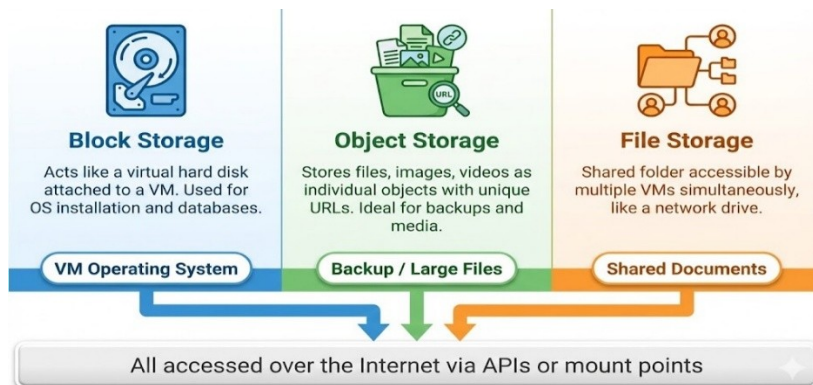 URL
Block Storage
Acts like a virtual hard disk
attached to a VM. Used for
OS installation and databases.
VM Operating System
Object Storage
Stores files, images, videos as
individual objects with unique
URLs. Ideal for backups and
media.
Backup / Large Files
File Storage
Shared folder accessible by
multiple VMs simultaneously,
like a network drive.
Shared Documents
All accessed over the Internet via APIs or mount points